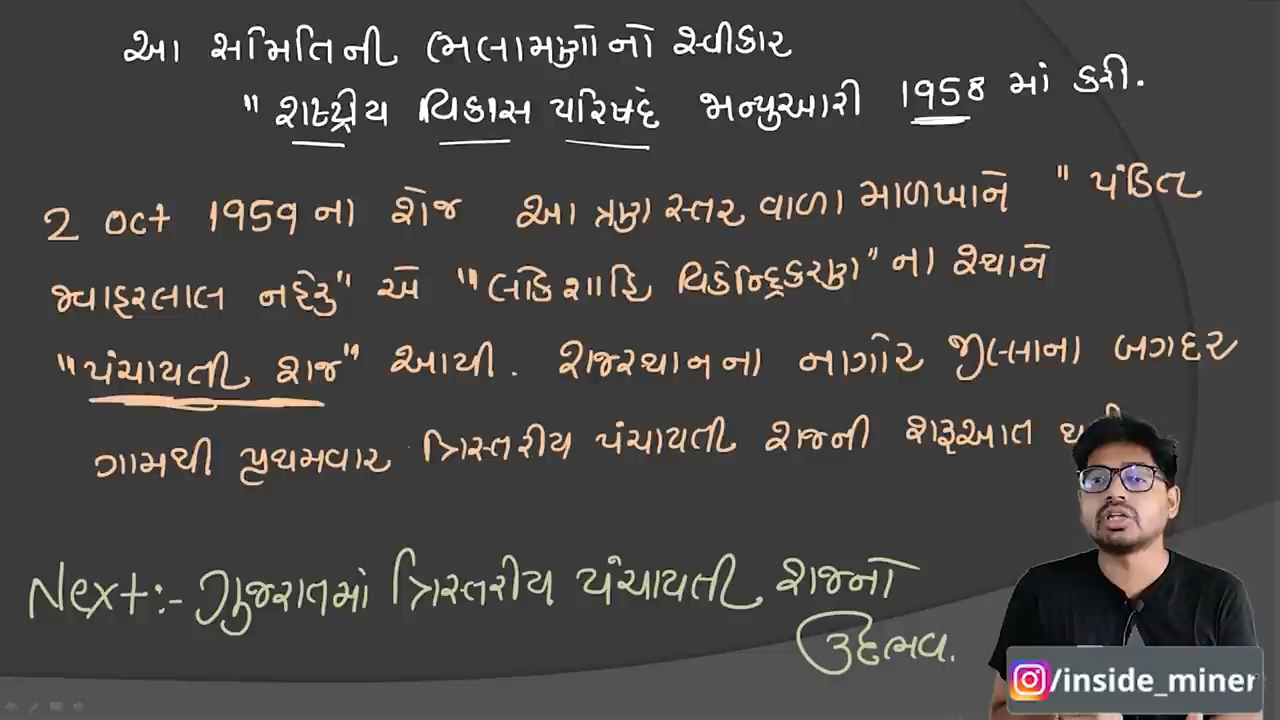 આ સમિતિની ભલામણોનો સ્વીકાર
" રાષ્ટ્રીય વિકાસ પરિષદે જાન્યુઆરી 1958 માં કરી.
2 Oct 1959 ના રોજ આ ત્રણ સ્તર વાળા માળખાને " પંડિત
જવાહરલાલ નહેરુ" એ "લોકશાહિ વિકેન્દ્રિકરણ" ના સ્થાને
"પંચાયતી રાજ" આપી. રાજસ્થાનના નાગોર જીલ્લાના બગદર
ગામથી પ્રથમવાર ત્રિસ્તરીય પંચાયતી રાજની શરૂઆત
Next:- ગુજરાતમાં ત્રિસ્તરીય પંચાયતી રાજનો
ઉદ્દભવ.
/inside_miner